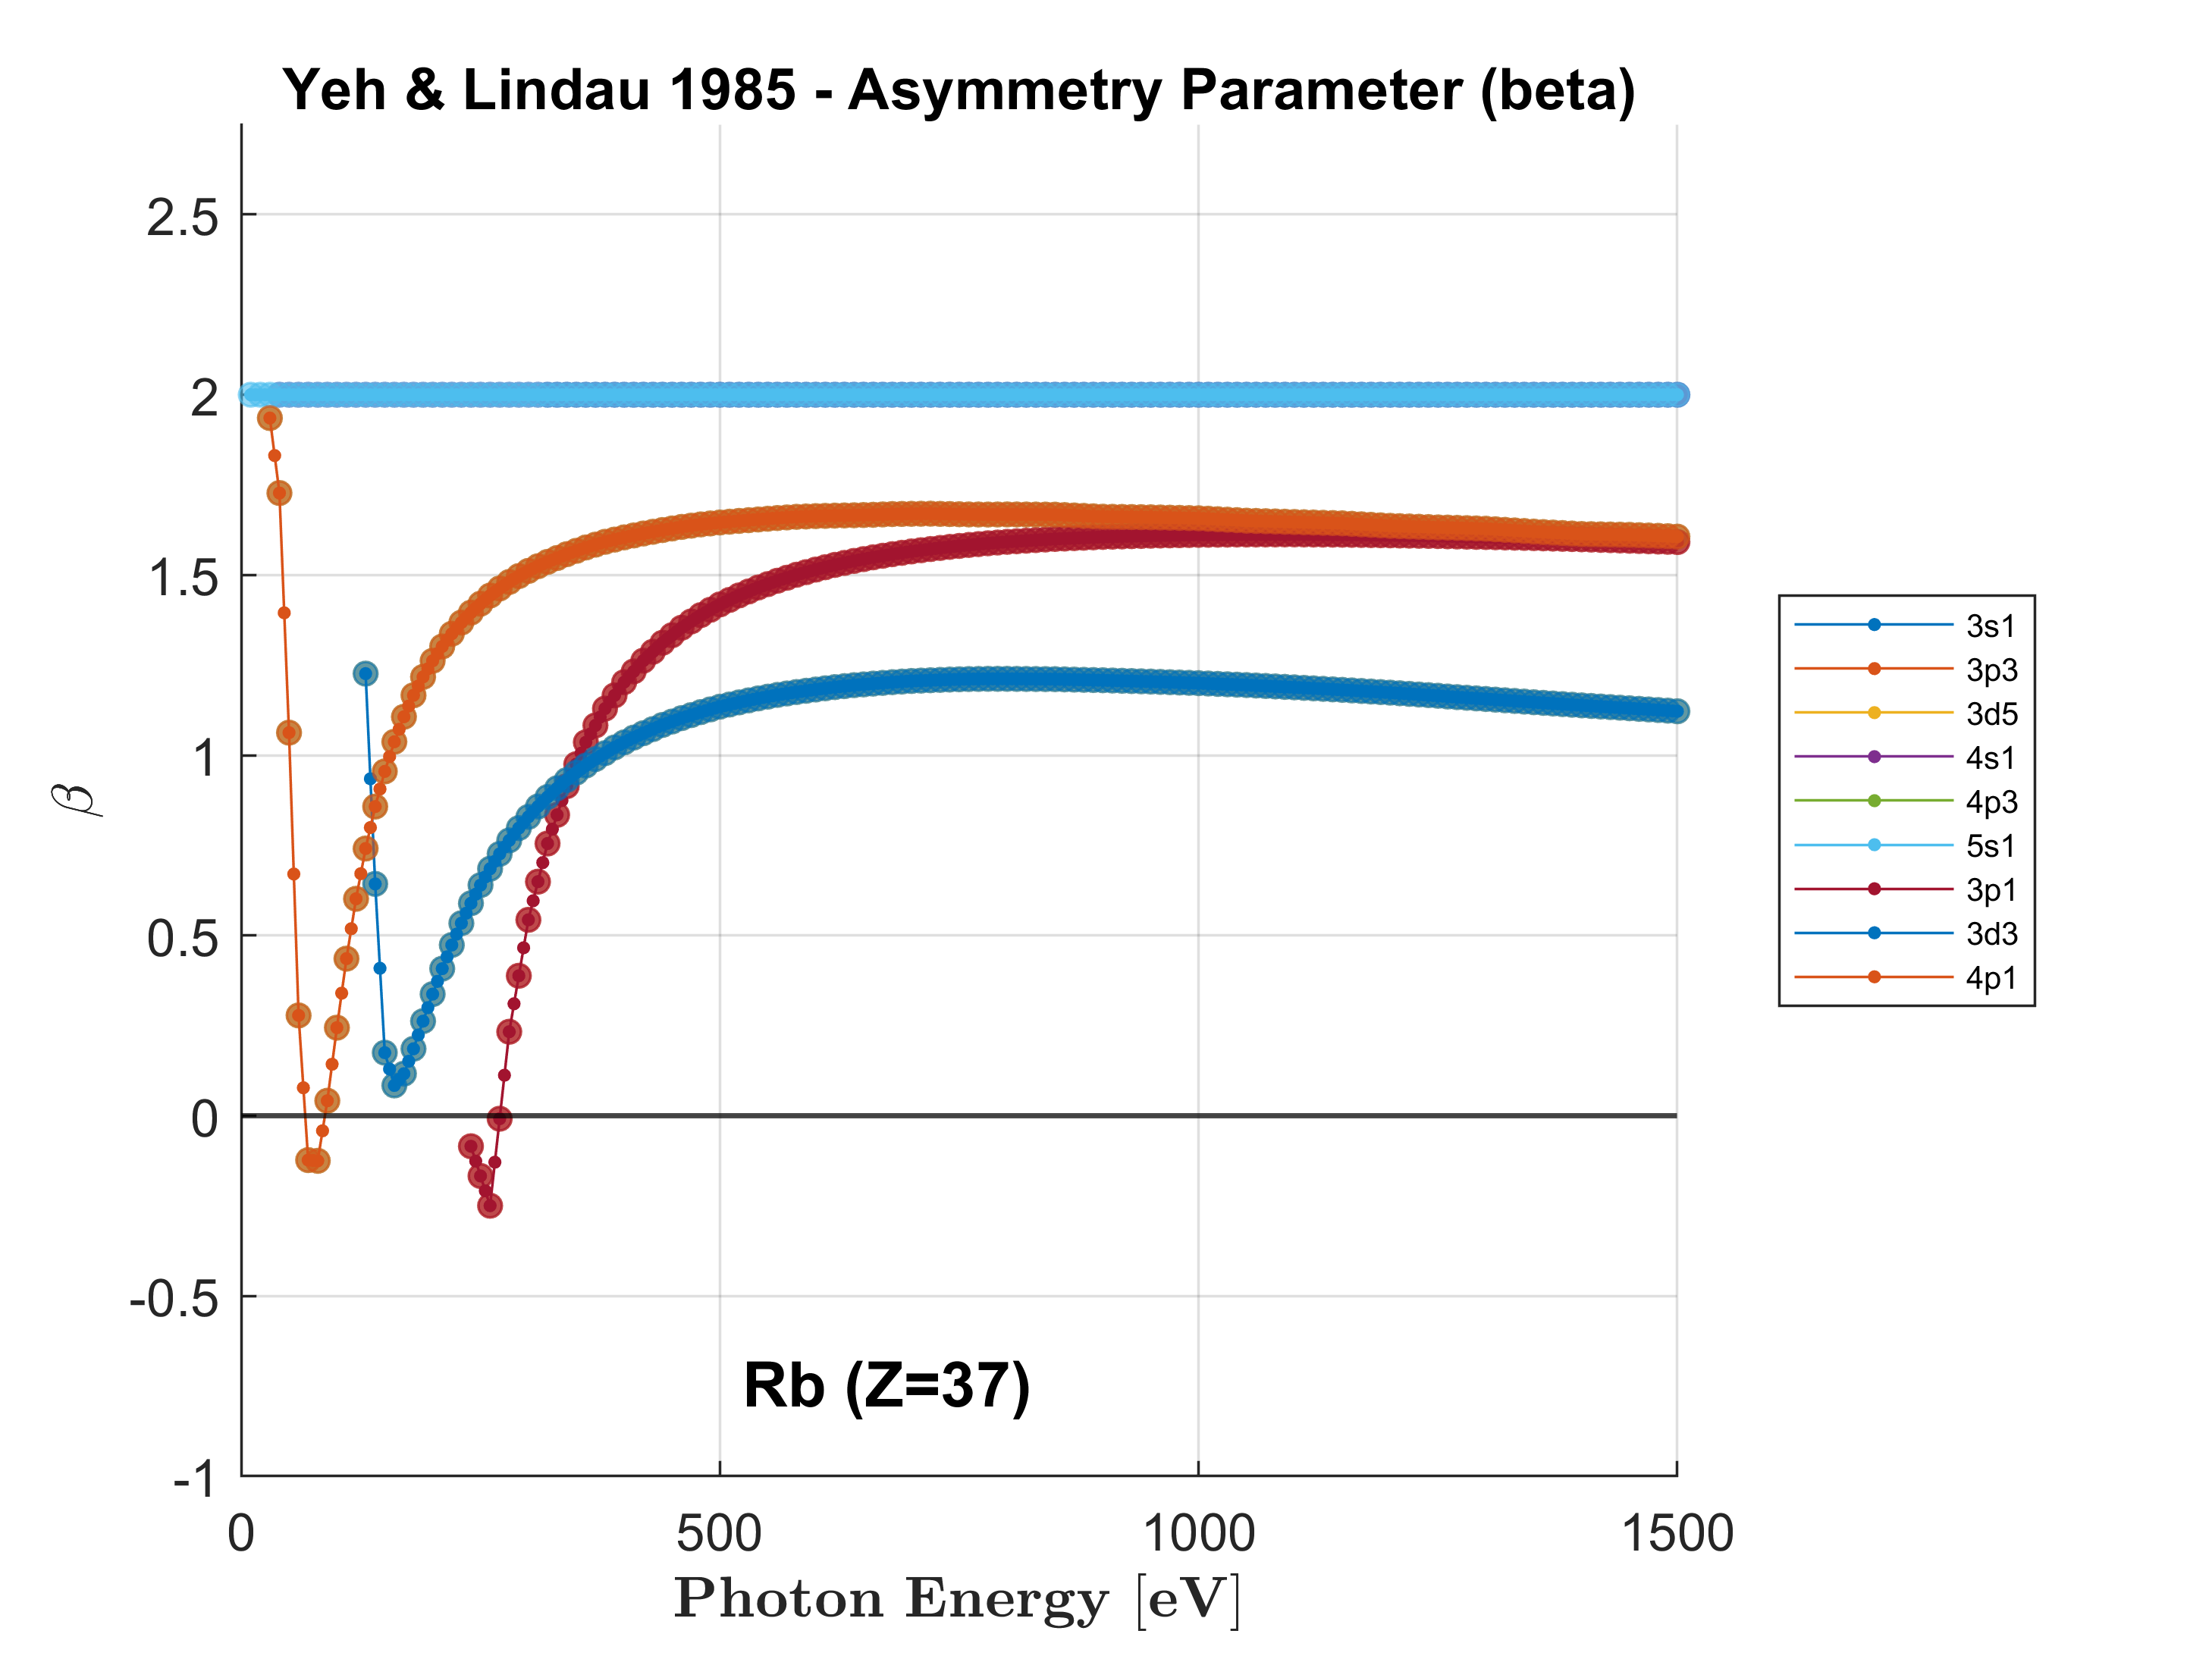 Yeh & Lindau 1985 - Asymmetry Parameter (beta)
2.5
2
1.5
1
0.5
0
-0.5
-1
β
0 500 1000 1500
Photon Energy [eV]
Rb (Z=37)
3s1
3p3
3d5
4s1
4p3
5s1
3p1
3d3
4p1